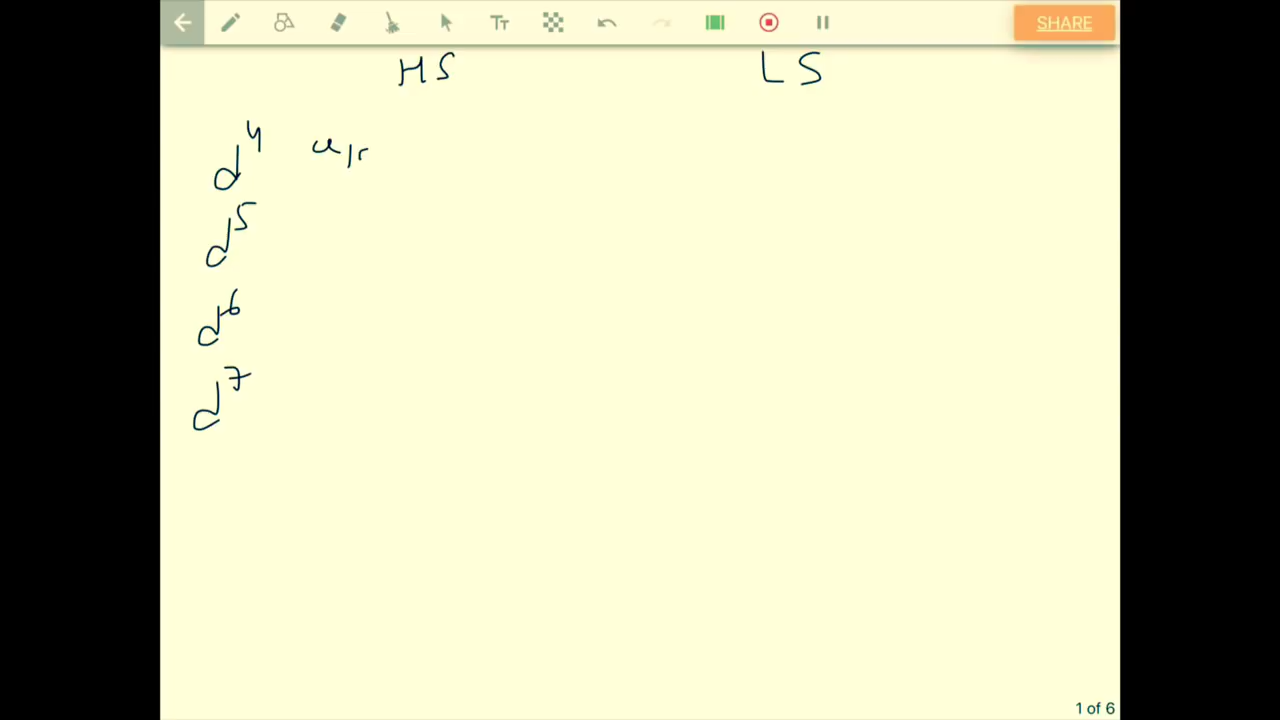 SHARE
HS LS
d⁴ u/r
d⁵
d⁶
d⁷
1 of 6